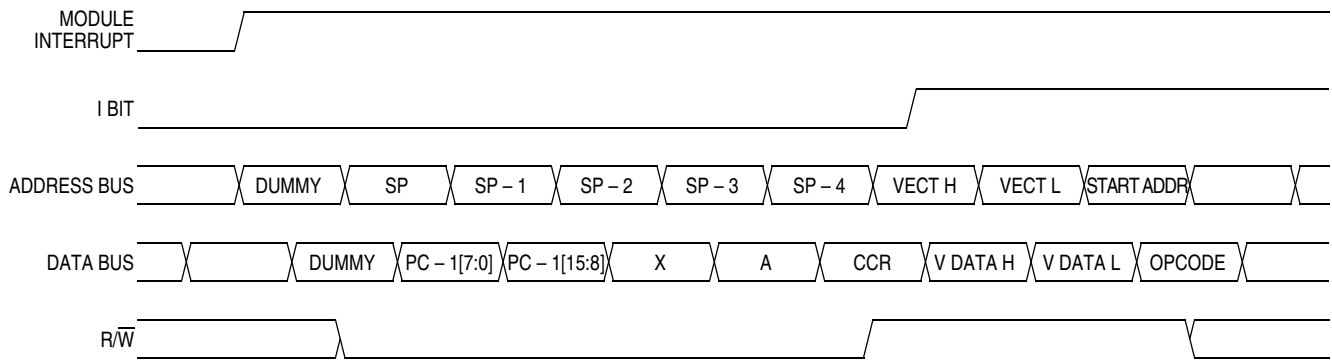 MODULE
INTERRUPT
I BIT
ADDRESS BUS DUMMY SP SP – 1 SP – 2 SP – 3 SP – 4 VECT H VECT L START ADDR
DATA BUS DUMMY PC – 1[7:0] PC – 1[15:8] X A CCR V DATA H V DATA L OPCODE
R/W̅